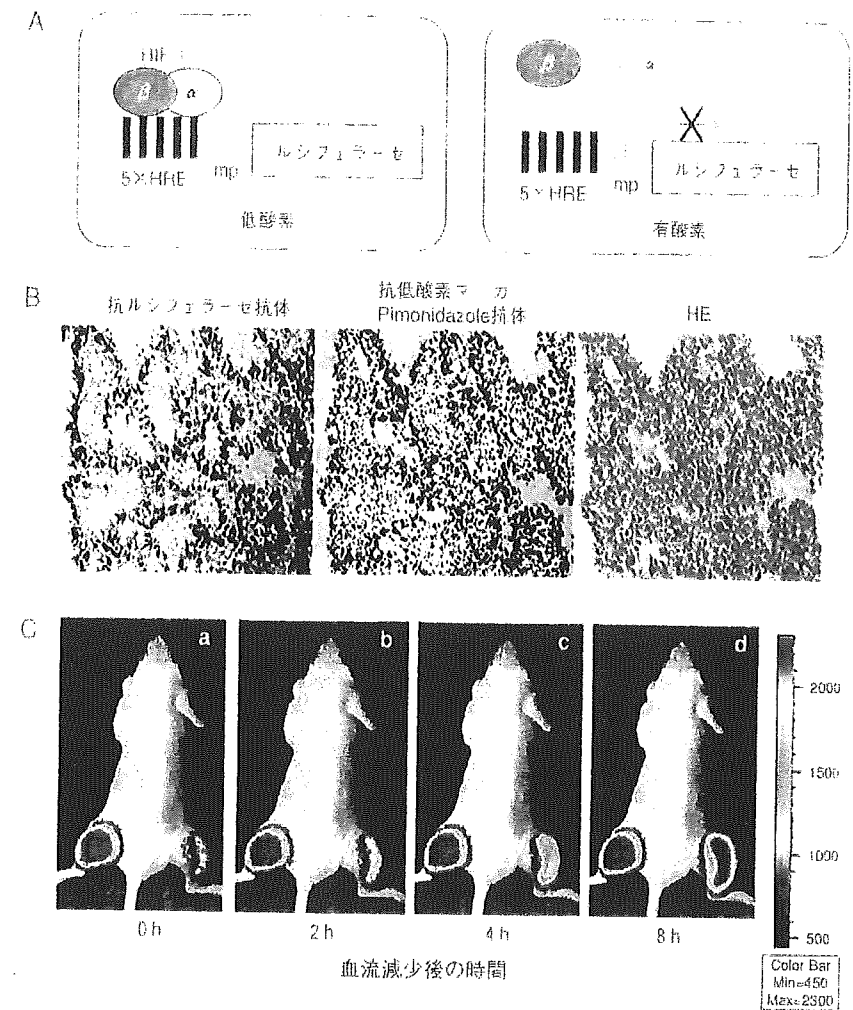 A
β
α
5×HRE
mp
ルシフェラーゼ
低酸素
β
α
5×HRE
mp
ルシフェラーゼ
有酸素
B
抗ルシフェラーゼ抗体
抗低酸素マーカ
Pimonidazole抗体
HE
C
a
b
c
d
2000
1500
1000
500
0 h
2 h
4 h
8 h
Color Bar
Min=450
Max=2300
血流減少後の時間